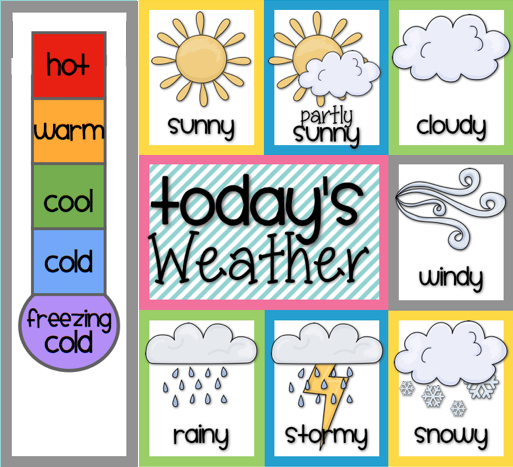 hot
warm
cool
cold
freezing
cold
sunny
partly
sunny
cloudy
today's
Weather
windy
rainy
stormy
snowy